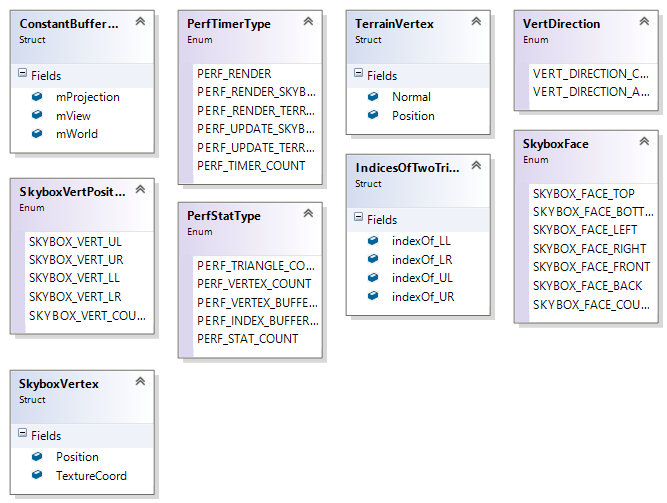 ConstantBuffer...
Struct
Fields
mProjection
mView
mWorld
PerfTimerType
Enum
PERF_RENDER
PERF_RENDER_SKYB...
PERF_RENDER_TERR...
PERF_UPDATE_SKYB...
PERF_UPDATE_TERR...
PERF_TIMER_COUNT
TerrainVertex
Struct
Fields
Normal
Position
VertDirection
Enum
VERT_DIRECTION_C...
VERT_DIRECTION_A...
SkyboxVertPosit...
Enum
SKYBOX_VERT_UL
SKYBOX_VERT_UR
SKYBOX_VERT_LL
SKYBOX_VERT_LR
SKYBOX_VERT_COU...
PerfStatType
Enum
PERF_TRIANGLE_CO...
PERF_VERTEX_COUNT
PERF_VERTEX_BUFFE...
PERF_INDEX_BUFFER...
PERF_STAT_COUNT
IndicesOfTwoTri...
Struct
Fields
indexOf_LL
indexOf_LR
indexOf_UL
indexOf_UR
SkyboxFace
Enum
SKYBOX_FACE_TOP
SKYBOX_FACE_BOTT...
SKYBOX_FACE_LEFT
SKYBOX_FACE_RIGHT
SKYBOX_FACE_FRONT
SKYBOX_FACE_BACK
SKYBOX_FACE_COU...
SkyboxVertex
Struct
Fields
Position
TextureCoord